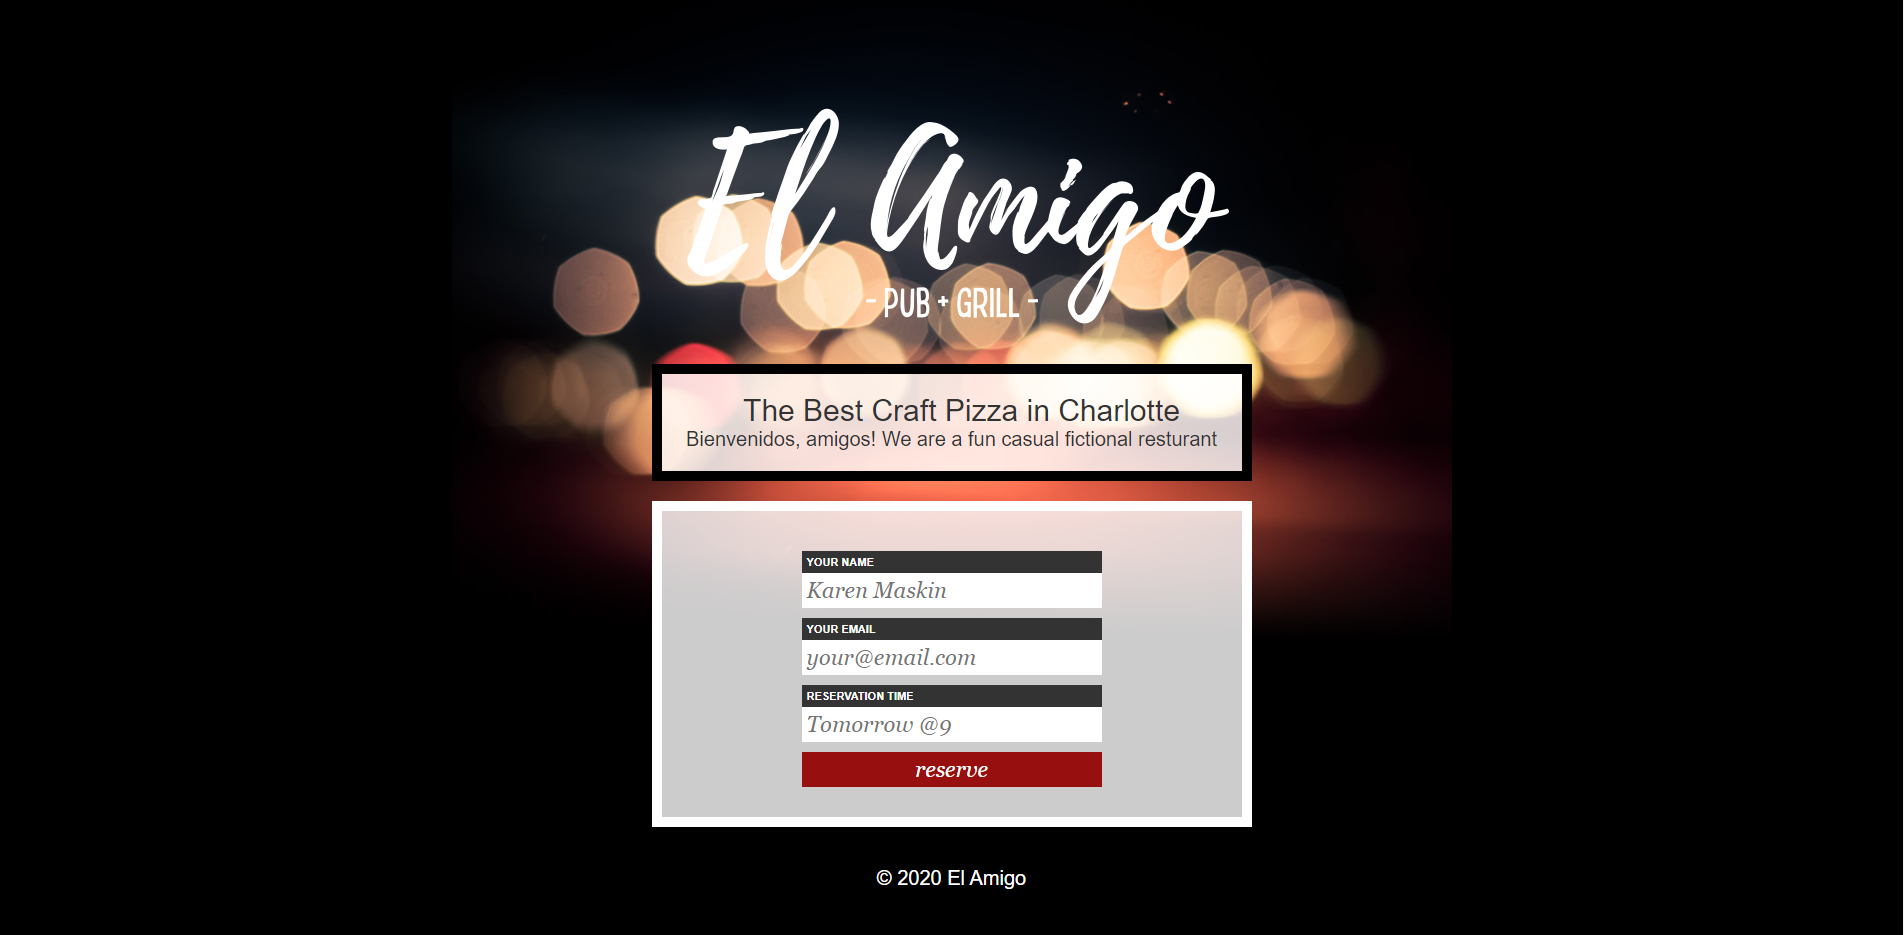 El Amigo
- PUB + GRILL -
The Best Craft Pizza in Charlotte
Bienvenidos, amigos! We are a fun casual fictional resturant
YOUR NAME
Karen Maskin
YOUR EMAIL
your@email.com
RESERVATION TIME
Tomorrow @9
reserve
© 2020 El Amigo